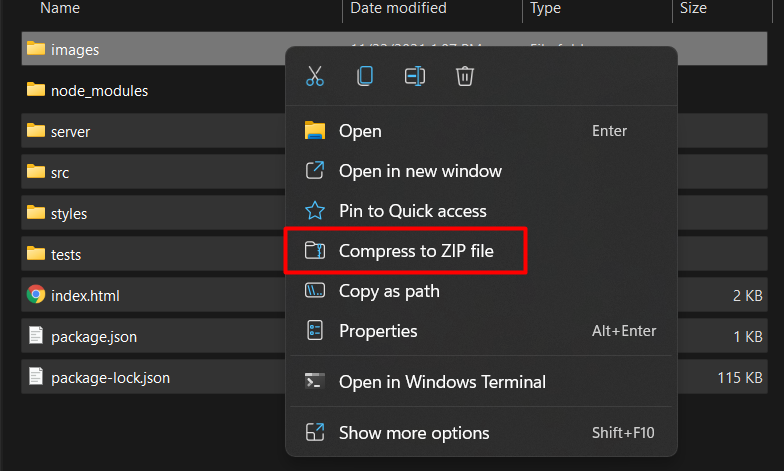 Name Date modified Type Size
images
node_modules
server
src
styles
tests
index.html 2 KB
package.json 1 KB
package-lock.json 115 KB
Open Enter
Open in new window
Pin to Quick access
Compress to ZIP file
Copy as path
Properties Alt+Enter
Open in Windows Terminal
Show more options Shift+F10